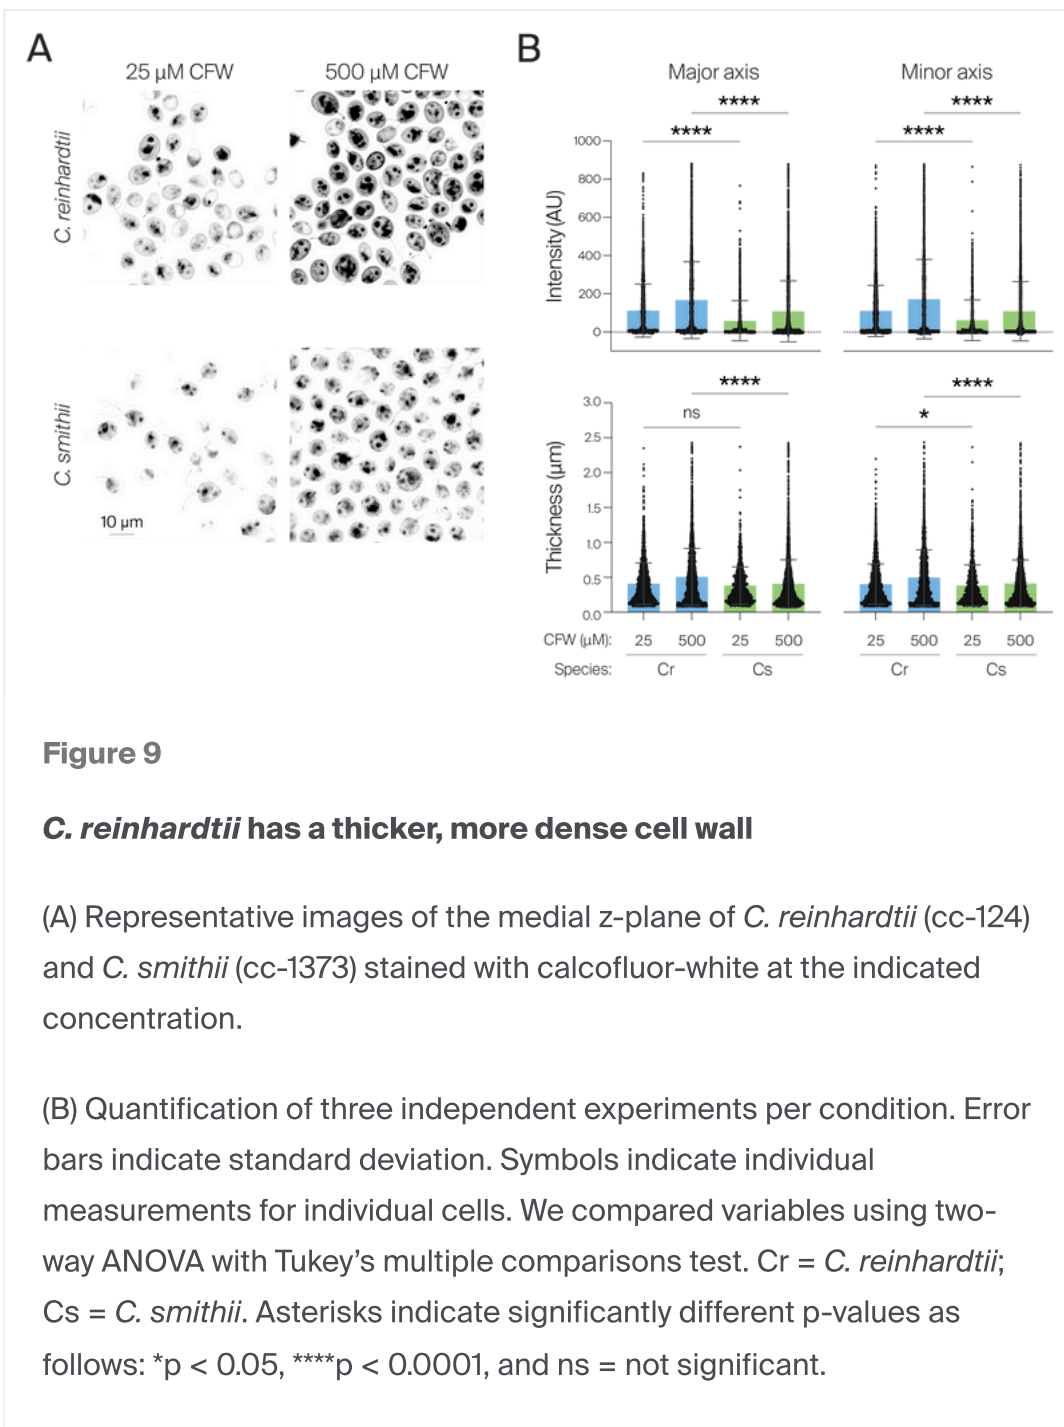 A
25 µM CFW
500 µM CFW
C. reinhardtii
C. smithii
10 µm
B
Major axis
Minor axis
****
****
****
****
Intensity (AU)
1000
800
600
400
200
0
****
****
ns
*
Thickness (µm)
3.0
2.5
2.0
1.5
1.0
0.5
0.0
CFW (µM): 25 500 25 500 25 500 25 500
Species: Cr Cs Cr Cs
Figure 9
C. reinhardtii has a thicker, more dense cell wall
(A) Representative images of the medial z-plane of C. reinhardtii (cc-124)
and C. smithii (cc-1373) stained with calcofluor-white at the indicated
concentration.
(B) Quantification of three independent experiments per condition. Error
bars indicate standard deviation. Symbols indicate individual
measurements for individual cells. We compared variables using two-
way ANOVA with Tukey’s multiple comparisons test. Cr = C. reinhardtii;
Cs = C. smithii. Asterisks indicate significantly different p-values as
follows: *p < 0.05, ****p < 0.0001, and ns = not significant.